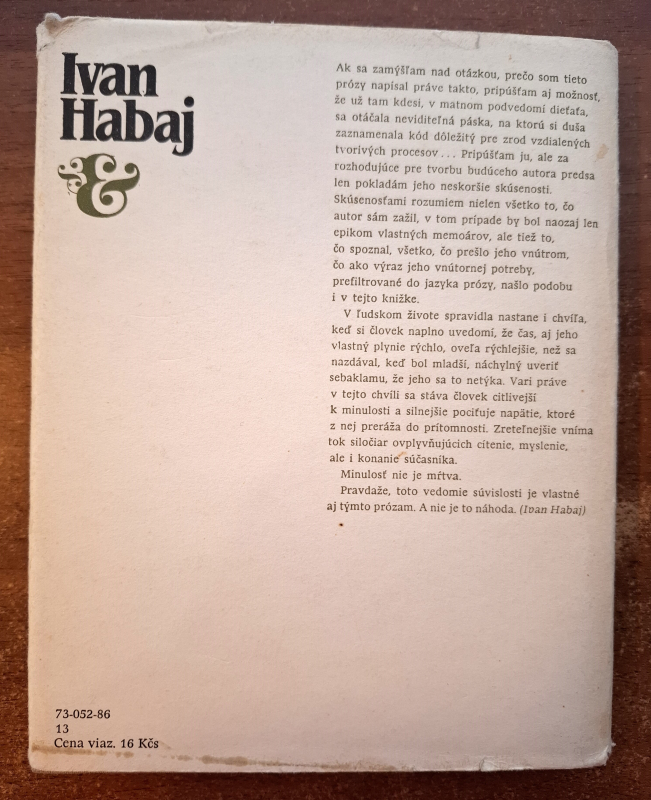 Ivan
Habaj
&
Ak sa zamýšľam nad otázkou, prečo som tieto
prózy napísal práve takto, pripúšťam aj možnosť,
že už tam kdesi, v matnom podvedomí dieťaťa,
sa otáčala neviditeľná páska, na ktorú si duša
zaznamenala kód dôležitý pre zrod vzdialených
tvorivých procesov... Pripúšťam ju, ale za
rozhodujúce pre tvorbu budúceho autora predsa
len pokladám jeho neskoršie skúsenosti.
Skúsenosťami rozumiem nielen všetko to, čo
autor sám zažil, v tom prípade by bol naozaj len
epikom vlastných memoárov, ale tiež to,
čo spoznal, všetko, čo prešlo jeho vnútrom,
čo ako výraz jeho vnútornej potreby,
prefiltrované do jazyka prózy, našlo podobu
i v tejto knižke.
V ľudskom živote spravidla nastane i chvíľa,
keď si človek naplno uvedomí, že čas, aj jeho
vlastný plynie rýchlo, oveľa rýchlejšie, než sa
nazdával, keď bol mladší, náchylný uveriť
sebaklamu, že jeho sa to netýka. Vari práve
v tejto chvíli sa stáva človek citlivejší
k minulosti a silnejšie pociťuje napätie, ktoré
z nej preráža do prítomnosti. Zreteľnejšie vníma
tok siločiar ovplyvňujúcich cítenie, myslenie,
ale i konanie súčasníka.
Minulosť nie je mŕtva.
Pravdaže, toto vedomie súvislosti je vlastné
aj týmto prózam. A nie je to náhoda. (Ivan Habaj)
73-052-86
13
Cena viaz. 16 Kčs